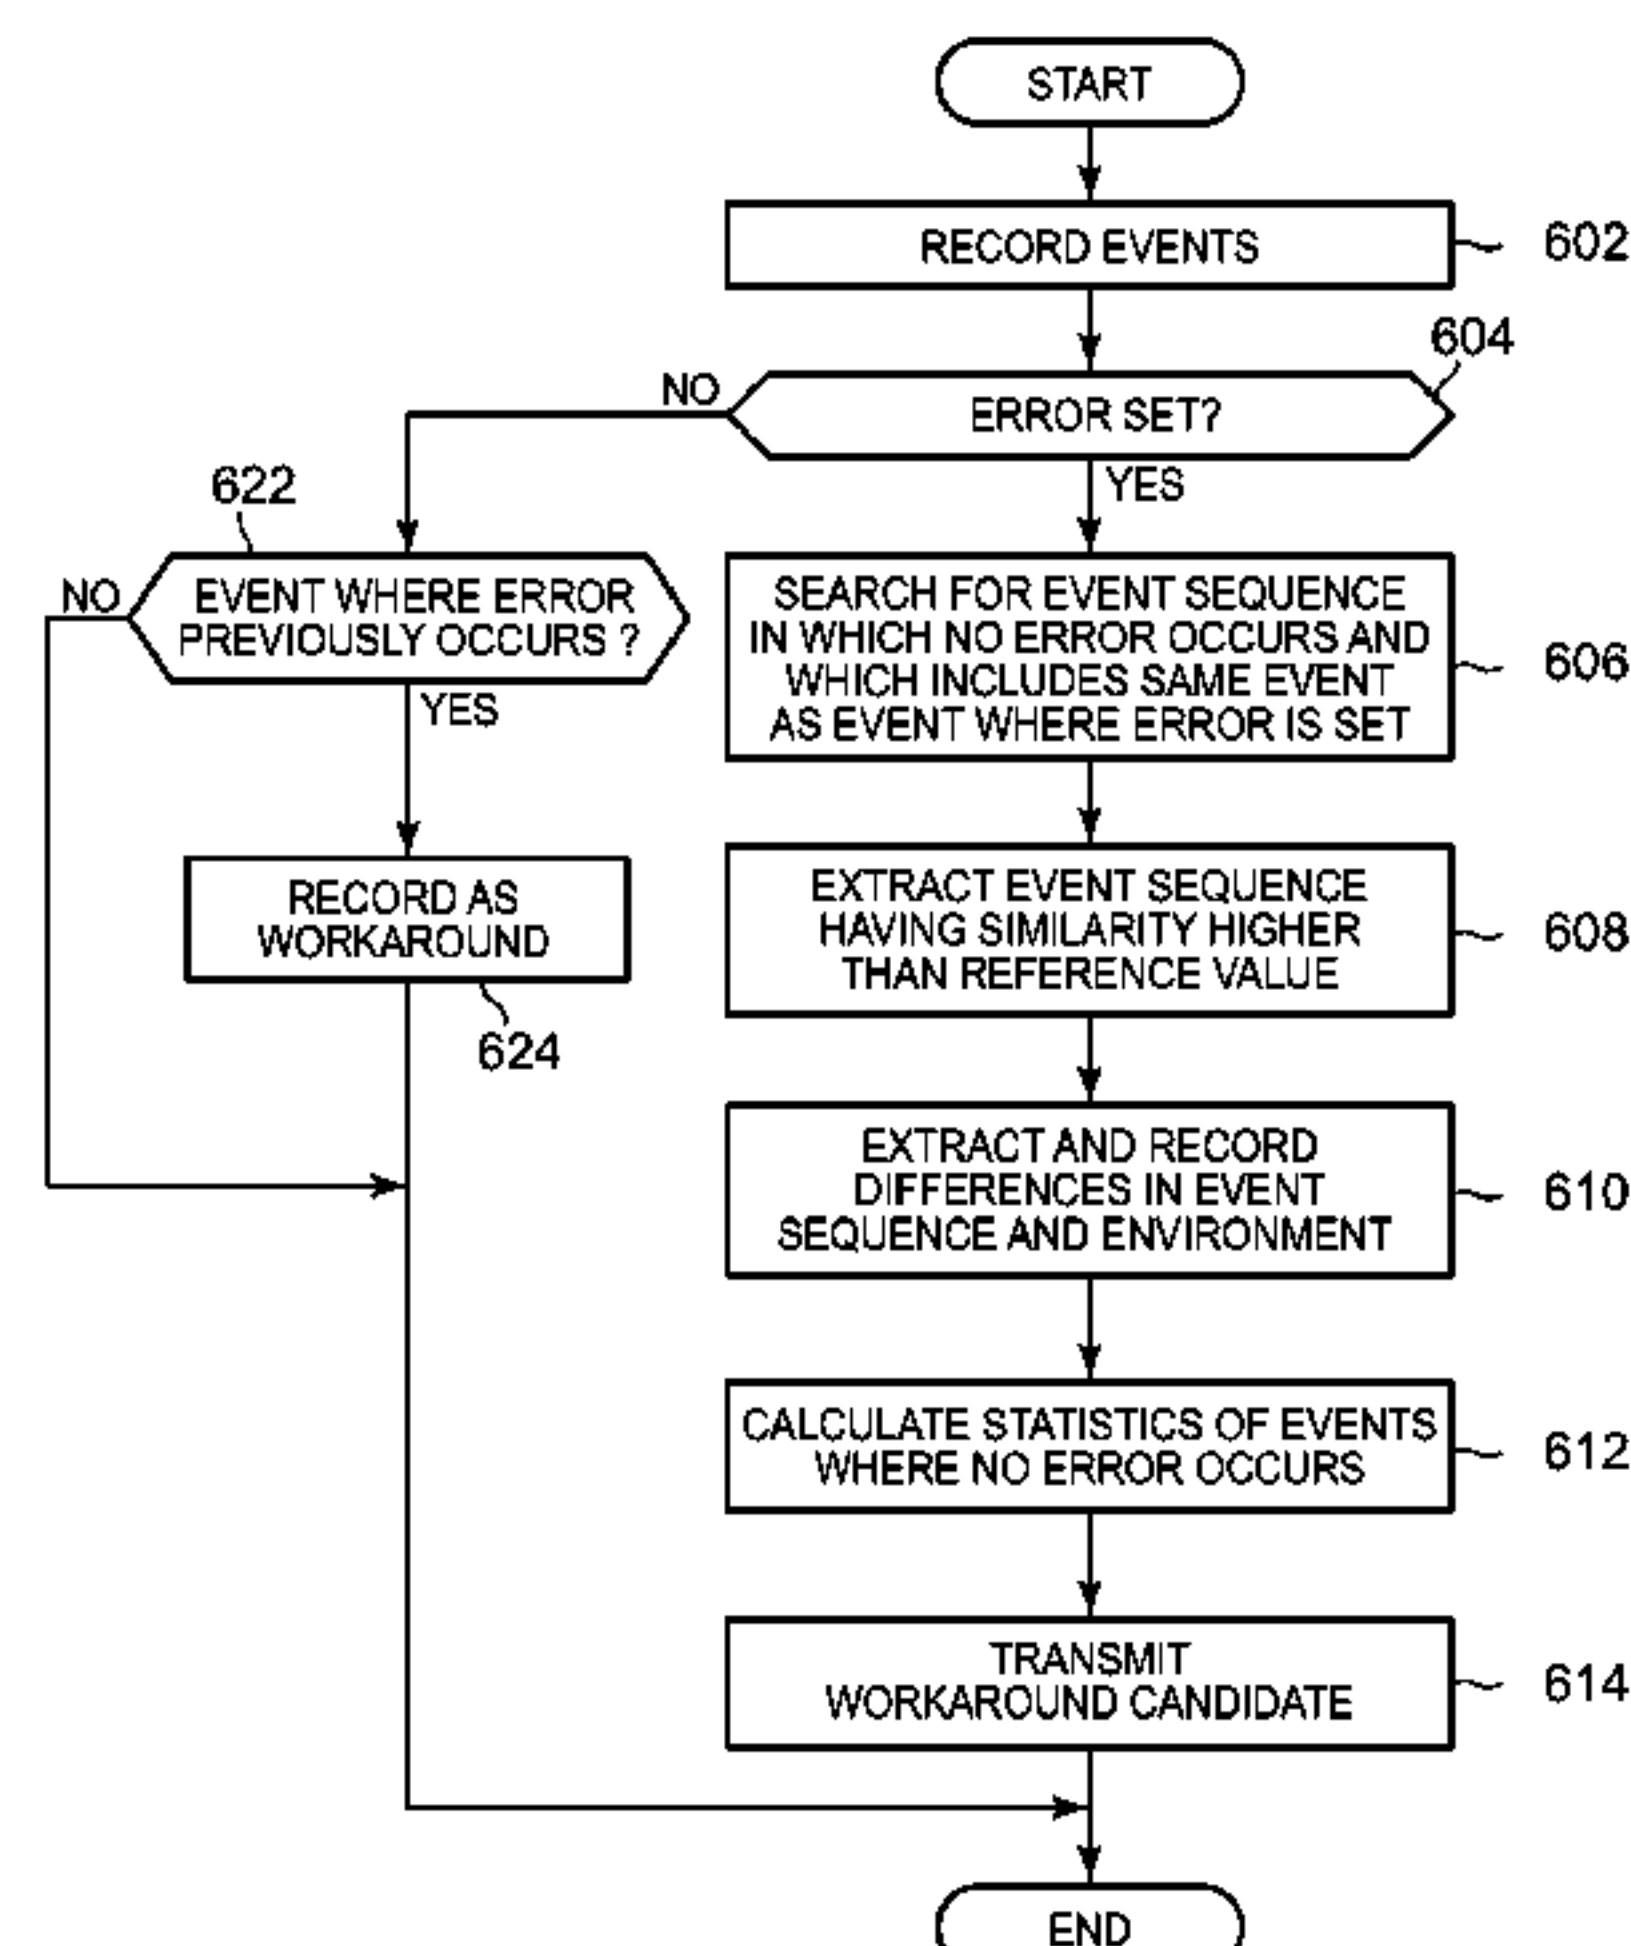 START
RECORD EVENTS
602
604
NO
ERROR SET?
YES
622
NO
EVENT WHERE ERROR
PREVIOUSLY OCCURS ?
YES
SEARCH FOR EVENT SEQUENCE
IN WHICH NO ERROR OCCURS AND
WHICH INCLUDES SAME EVENT
AS EVENT WHERE ERROR IS SET
606
RECORD AS
WORKAROUND
624
EXTRACT EVENT SEQUENCE
HAVING SIMILARITY HIGHER
THAN REFERENCE VALUE
608
EXTRACT AND RECORD
DIFFERENCES IN EVENT
SEQUENCE AND ENVIRONMENT
610
CALCULATE STATISTICS OF EVENTS
WHERE NO ERROR OCCURS
612
TRANSMIT
WORKAROUND CANDIDATE
614
END